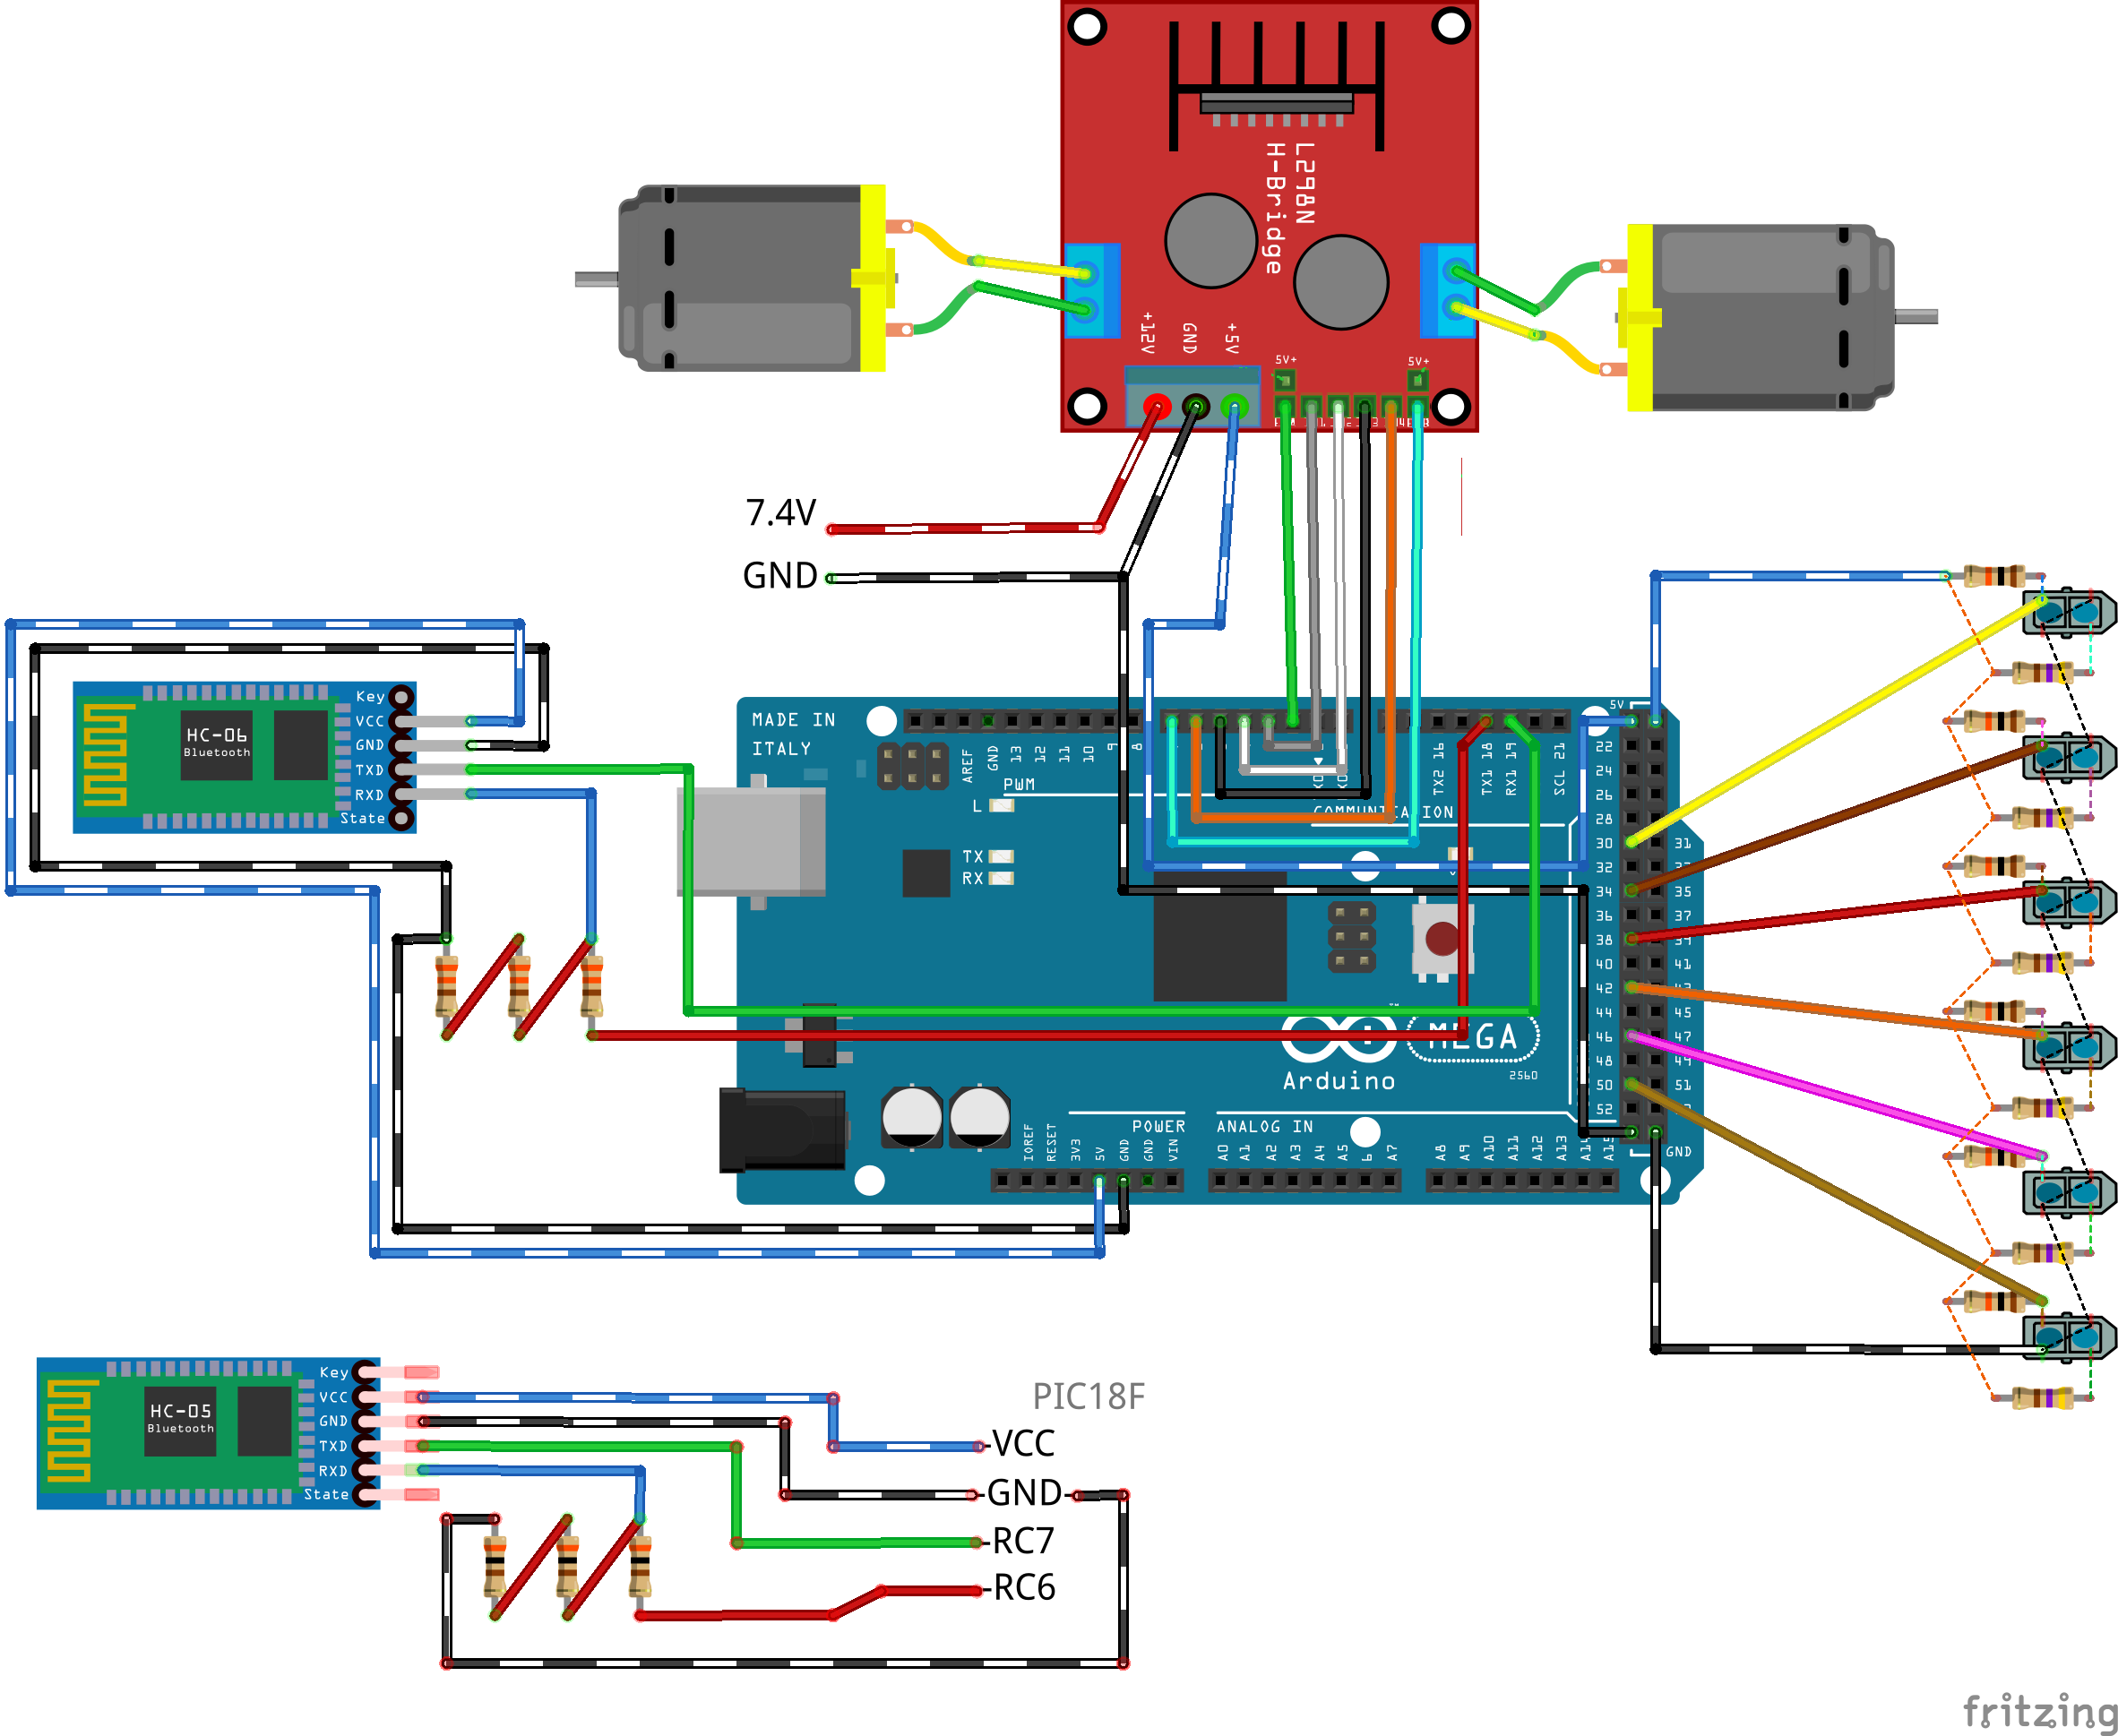 L298N
H-Bridge
+12V
GND
+5V
5V+
5V+
7.4V
GND
Key
VCC
GND
TXD
RXD
State
HC-06
Bluetooth
MADE IN
ITALY
AREF
GND
13
12
11
10
9
8
PWM
L
TX
RX
COMMUNICATION
TX2 16
TX1 18
RX1 19
SCL 21
5V
22
24
26
28
30
31
32
34
35
36
37
38
39
40
41
42
44
45
46
47
48
49
50
51
52
GND
MEGA
Arduino
2560
POWER
ANALOG IN
IOREF
RESET
3V3
5V
GND
GND
VIN
A0
A1
A2
A3
A4
A5
A7
A8
A9
A10
A11
A12
A13
HC-05
Bluetooth
Key
VCC
GND
TXD
RXD
State
PIC18F
VCC
GND
RC7
RC6
fritzing